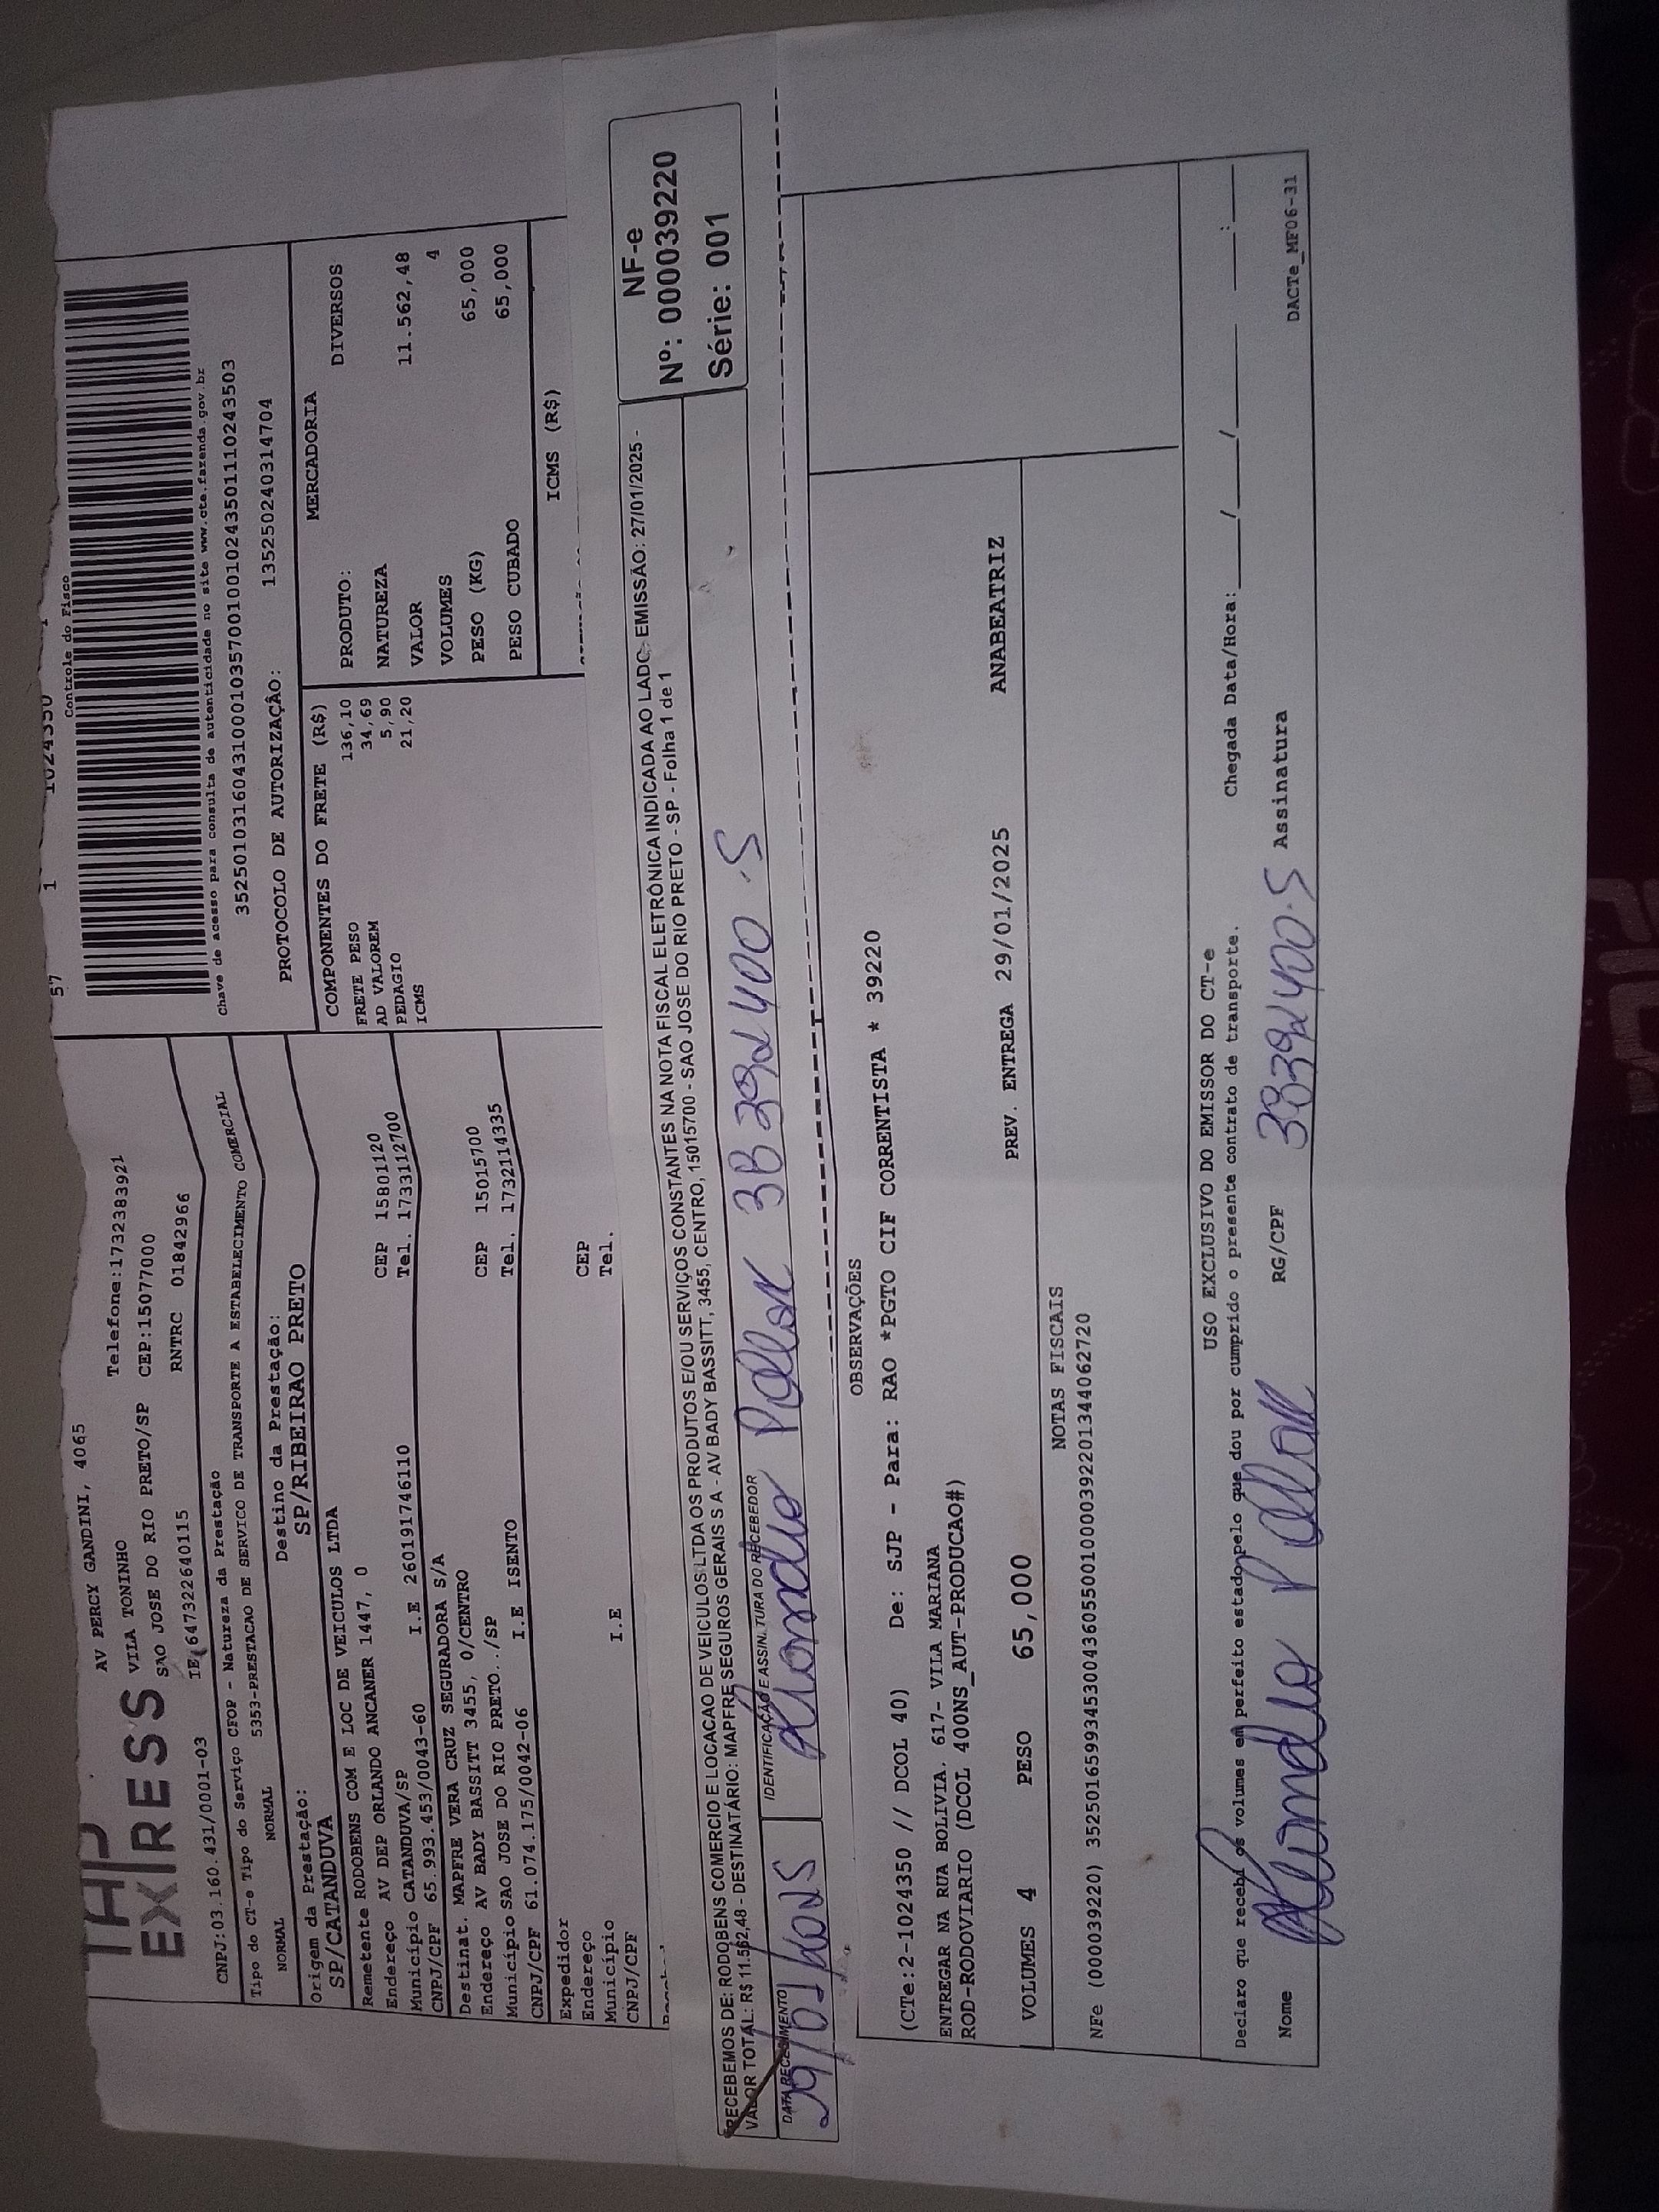 TAP
EXPRESS
AV PERCY GANDINI, 4065
VILA TONINHO
Telefone:1732383921
SAO JOSE DO RIO PRETO/SP CEP:15077000
CNPJ:03.160.431/0001-03 IE 647322640115 RNTRC 01842966
Tipo do CT-e Tipo do Serviço CFOP - Natureza da Prestação
NORMAL NORMAL 5353-PRESTACAO DE SERVICO DE TRANSPORTE A ESTABELECIMENTO COMERCIAL
Origem da Prestação: Destino da Prestação:
SP/CATANDUVA SP/RIBEIRAO PRETO
Remetente RODOBENS COM E LOC DE VEICULOS LTDA
Endereço AV DEP ORLANDO ANCANER 1447, 0 CEP 15801120
Município CATANDUVA/SP Tel. 1733112700
CNPJ/CPF 65.993.453/0043-60 I.E 260191746110
Destinat. MAPFRE VERA CRUZ SEGURADORA S/A
Endereço AV BADY BASSITT 3455, 0/CENTRO CEP 15015700
Município SAO JOSE DO RIO PRETO../SP Tel. 1732114335
CNPJ/CPF 61.074.175/0042-06 I.E ISENTO
Expedidor
Endereço CEP
Município Tel.
CNPJ/CPF I.E
57 1 1024350
Controle do Fisco
Chave de acesso para consulta de autenticidade no site www.cte.fazenda.gov.br
35250103160431000103570010010243501110243503
PROTOCOLO DE AUTORIZAÇÃO: 135250240314704
COMPONENTES DO FRETE (R$)
FRETE PESO 136,10
AD VALOREM 34,69
PEDAGIO 5,90
ICMS 21,20
MERCADORIA
PRODUTO: DIVERSOS
NATUREZA
VALOR 11.562,48
VOLUMES 4
PESO (KG) 65,000
PESO CUBADO 65,000
ICMS (R$)
RECEBEMOS DE: RODOBENS COMERCIO E LOCACAO DE VEICULOS LTDA OS PRODUTOS E/OU SERVIÇOS CONSTANTES NA NOTA FISCAL ELETRÔNICA INDICADA AO LADO. EMISSÃO: 27/01/2025 -
VALOR TOTAL: R$ 11.562,48 - DESTINATÁRIO: MAPFRE SEGUROS GERAIS S A - AV BADY BASSITT, 3455, CENTRO, 15015700 - SAO JOSE DO RIO PRETO - SP - Folha 1 de 1
NF-e
Nº: 000039220
Série: 001
DATA RECEBIMENTO IDENTIFICAÇÃO E ASSINATURA DO RECEBEDOR
OBSERVAÇÕES
(CTe:2-1024350 // DCOL 40) De: SJP - Para: RAO *PGTO CIF CORRENTISTA * 39220
ENTREGAR NA RUA BOLIVIA. 617- VILA MARIANA
ROD-RODOVIARIO (DCOL 400NS_AUT-PRODUCAO#)
VOLUMES 4 PESO 65,000 PREV. ENTREGA 29/01/2025 ANABEATRIZ
NOTAS FISCAIS
NFe (000039220) 35250165993453004360550010000392201344062720
USO EXCLUSIVO DO EMISSOR DO CT-e
Declaro que recebi os volumes em perfeito estado pelo que dou por cumprido o presente contrato de transporte. Chegada Data/Hora:____/____/____ ___:___
Nome RG/CPF Assinatura
DACTe_MF06-31